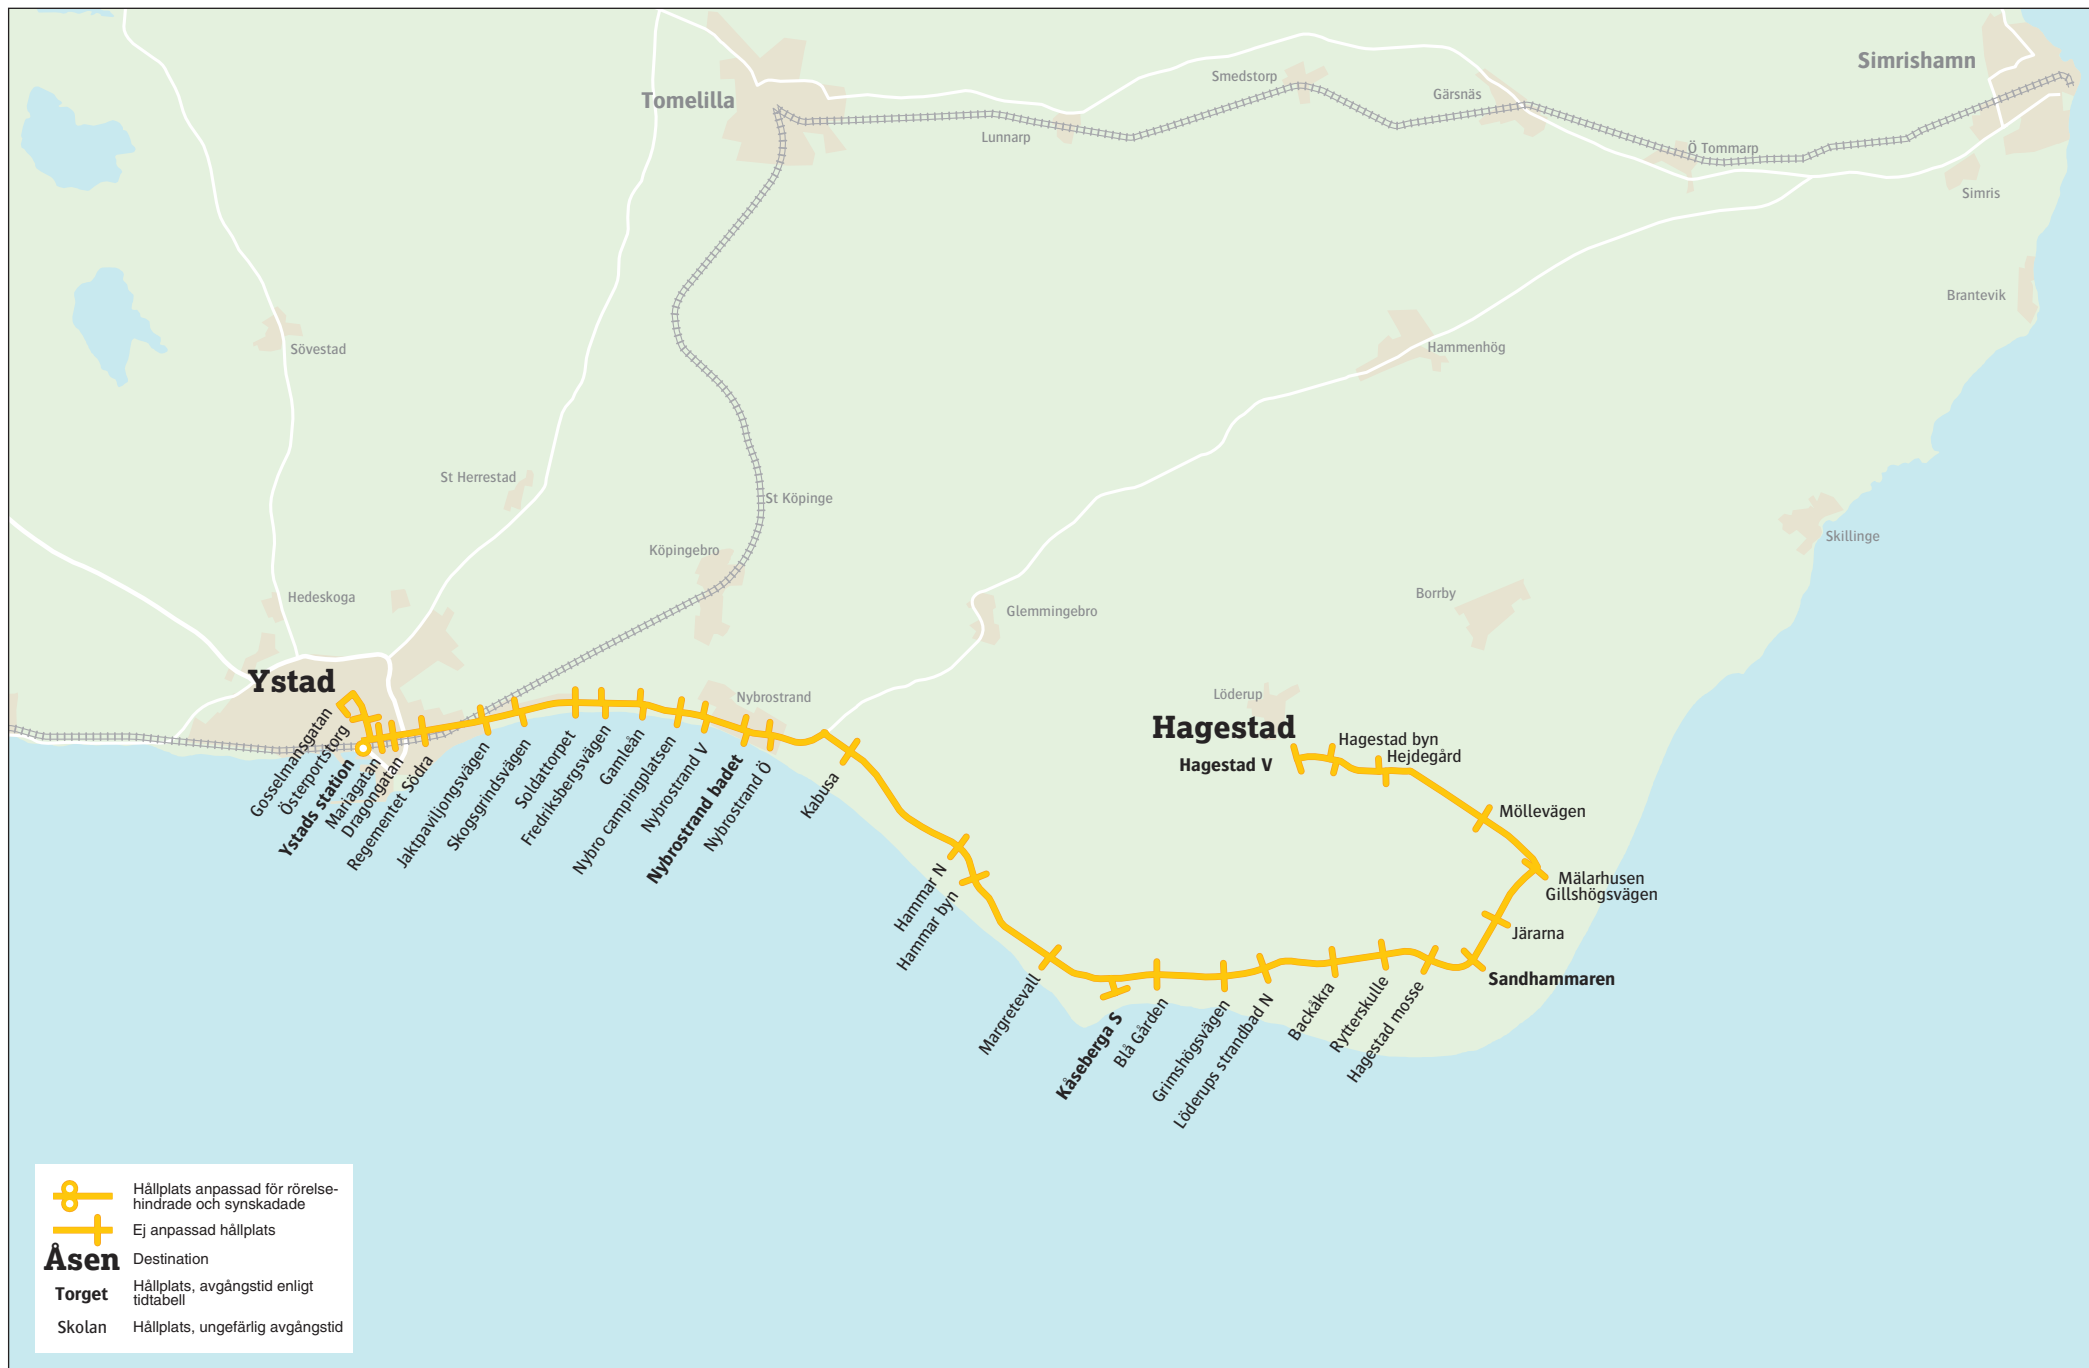 Simrishamn
Smedstorp
Tomelilla
Gärsnäs
Lunnarp
Ö Tommarp
Simris
Brantevik
Sövestad
Hammenhög
St Herrestad
St Köpinge
Skillinge
Köpingebro
Hedeskoga
Glemmingebro
Borrby
Ystad
Nybrostrand
Löderup
Hagestad
Hagestad V
Hagestad byn
Hejdegård
Möllevägen
Mälarhusen
Gillshögsvägen
Järarna
Sandhammaren
Gosselmansgatan
Österportstorg
Ystads station
Mariagatan
Dragongatan
Regementet Södra
Jaktpaviljongsvägen
Skogsgrindsvägen
Soldattorpet
Fredriksbergsvägen
Gamleån
Nybro campingplatsen
Nybrostrand V
Nybrostrand badet
Nybrostrand Ö
Kabusa
Hammar N
Hammar byn
Margretevall
Kåseberga S
Blå Gården
Grimshögsvägen
Löderups strandbad N
Backåkra
Rytterskulle
Hagestad mosse
Hållplats anpassad för rörelse-
hindrade och synskadade
Ej anpassad hållplats
Åsen Destination
Torget Hållplats, avgångstid enligt
tidtabell
Skolan Hållplats, ungefärlig avgångstid